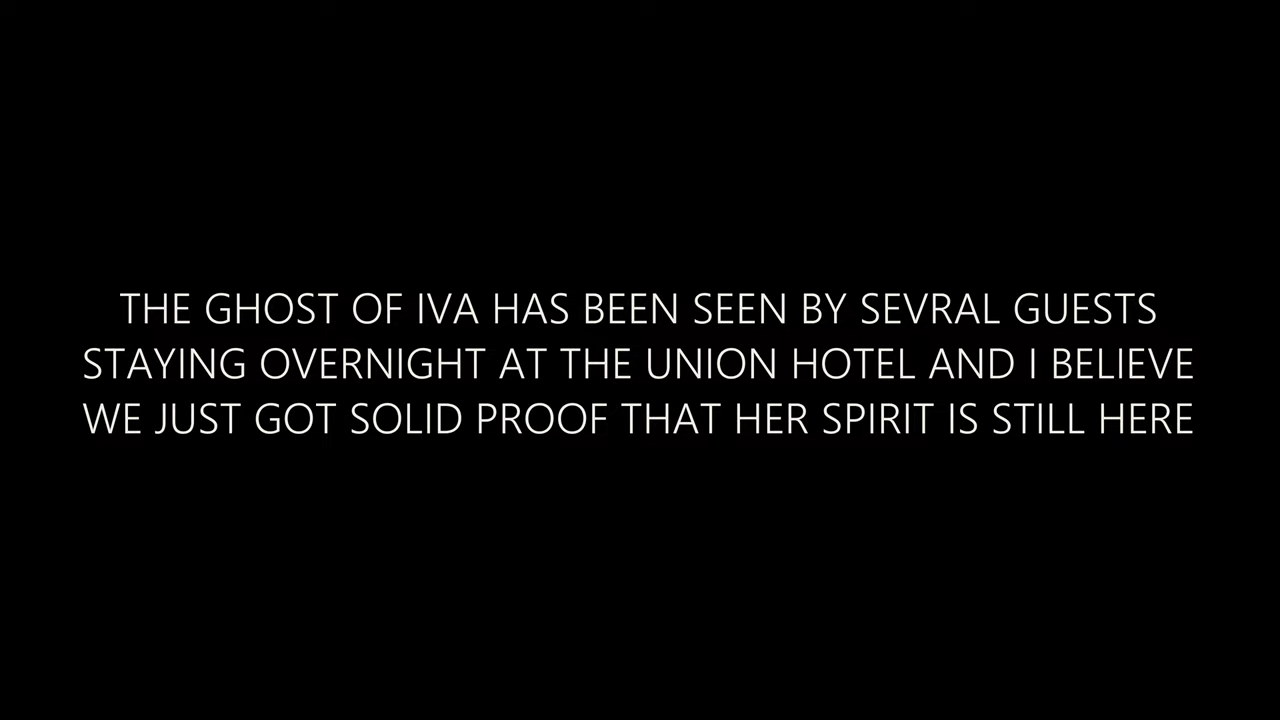 THE GHOST OF IVA HAS BEEN SEEN BY SEVRAL GUESTS
STAYING OVERNIGHT AT THE UNION HOTEL AND I BELIEVE
WE JUST GOT SOLID PROOF THAT HER SPIRIT IS STILL HERE